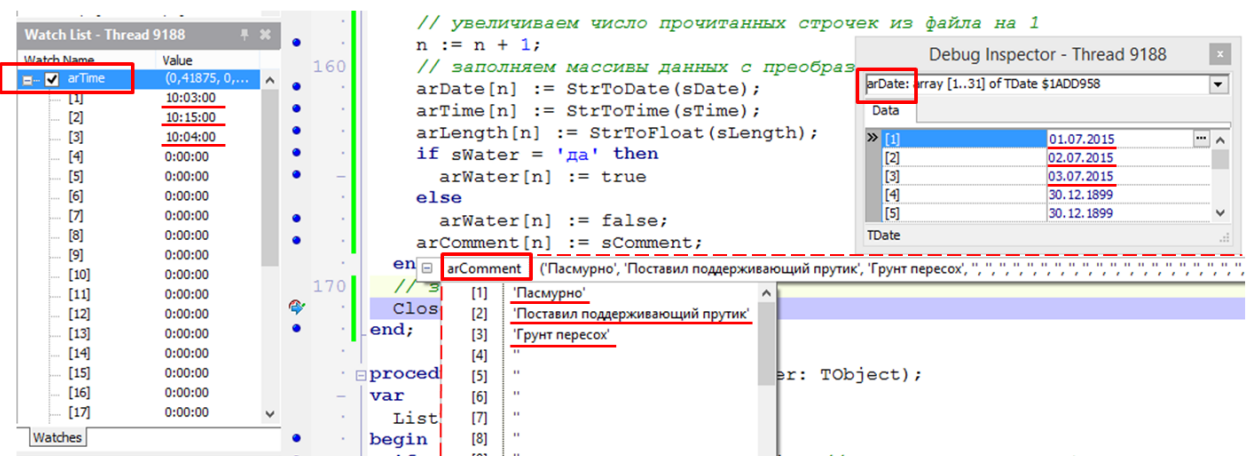 Watch List - Thread 9188
Watch Name Value
arTime (0,41875, 0,...
[1] 10:03:00
[2] 10:15:00
[3] 10:04:00
[4] 0:00:00
[5] 0:00:00
[6] 0:00:00
[7] 0:00:00
[8] 0:00:00
[9] 0:00:00
[10] 0:00:00
[11] 0:00:00
[12] 0:00:00
[13] 0:00:00
[14] 0:00:00
[15] 0:00:00
[16] 0:00:00
[17] 0:00:00
Watches
// увеличиваем число прочитанных строчек из файла на 1
n := n + 1;
160
// заполняем массивы данных с преобраз
arDate[n] := StrToDate(sDate);
arTime[n] := StrToTime(sTime);
arLength[n] := StrToFloat(sLength);
if sWater = 'да' then
arWater[n] := true
else
arWater[n] := false;
arComment[n] := sComment;
en
170 // з
Clos
end;
proced er: TObject);
var
List
begin
Debug Inspector - Thread 9188
arDate: array [1..31] of TDate $1ADD958
Data
[1] 01.07.2015 ...
[2] 02.07.2015
[3] 03.07.2015
[4] 30.12.1899
[5] 30.12.1899
TDate
arComment ('Пасмурно', 'Поставил поддерживающий прутик', 'Грунт пересох', '', '', '', '', '', '', '', '', '', '', '', '', '', '', '', '',
[1] 'Пасмурно'
[2] 'Поставил поддерживающий прутик'
[3] 'Грунт пересох'
[4] ''
[5] ''
[6] ''
[7] ''
[8] ''